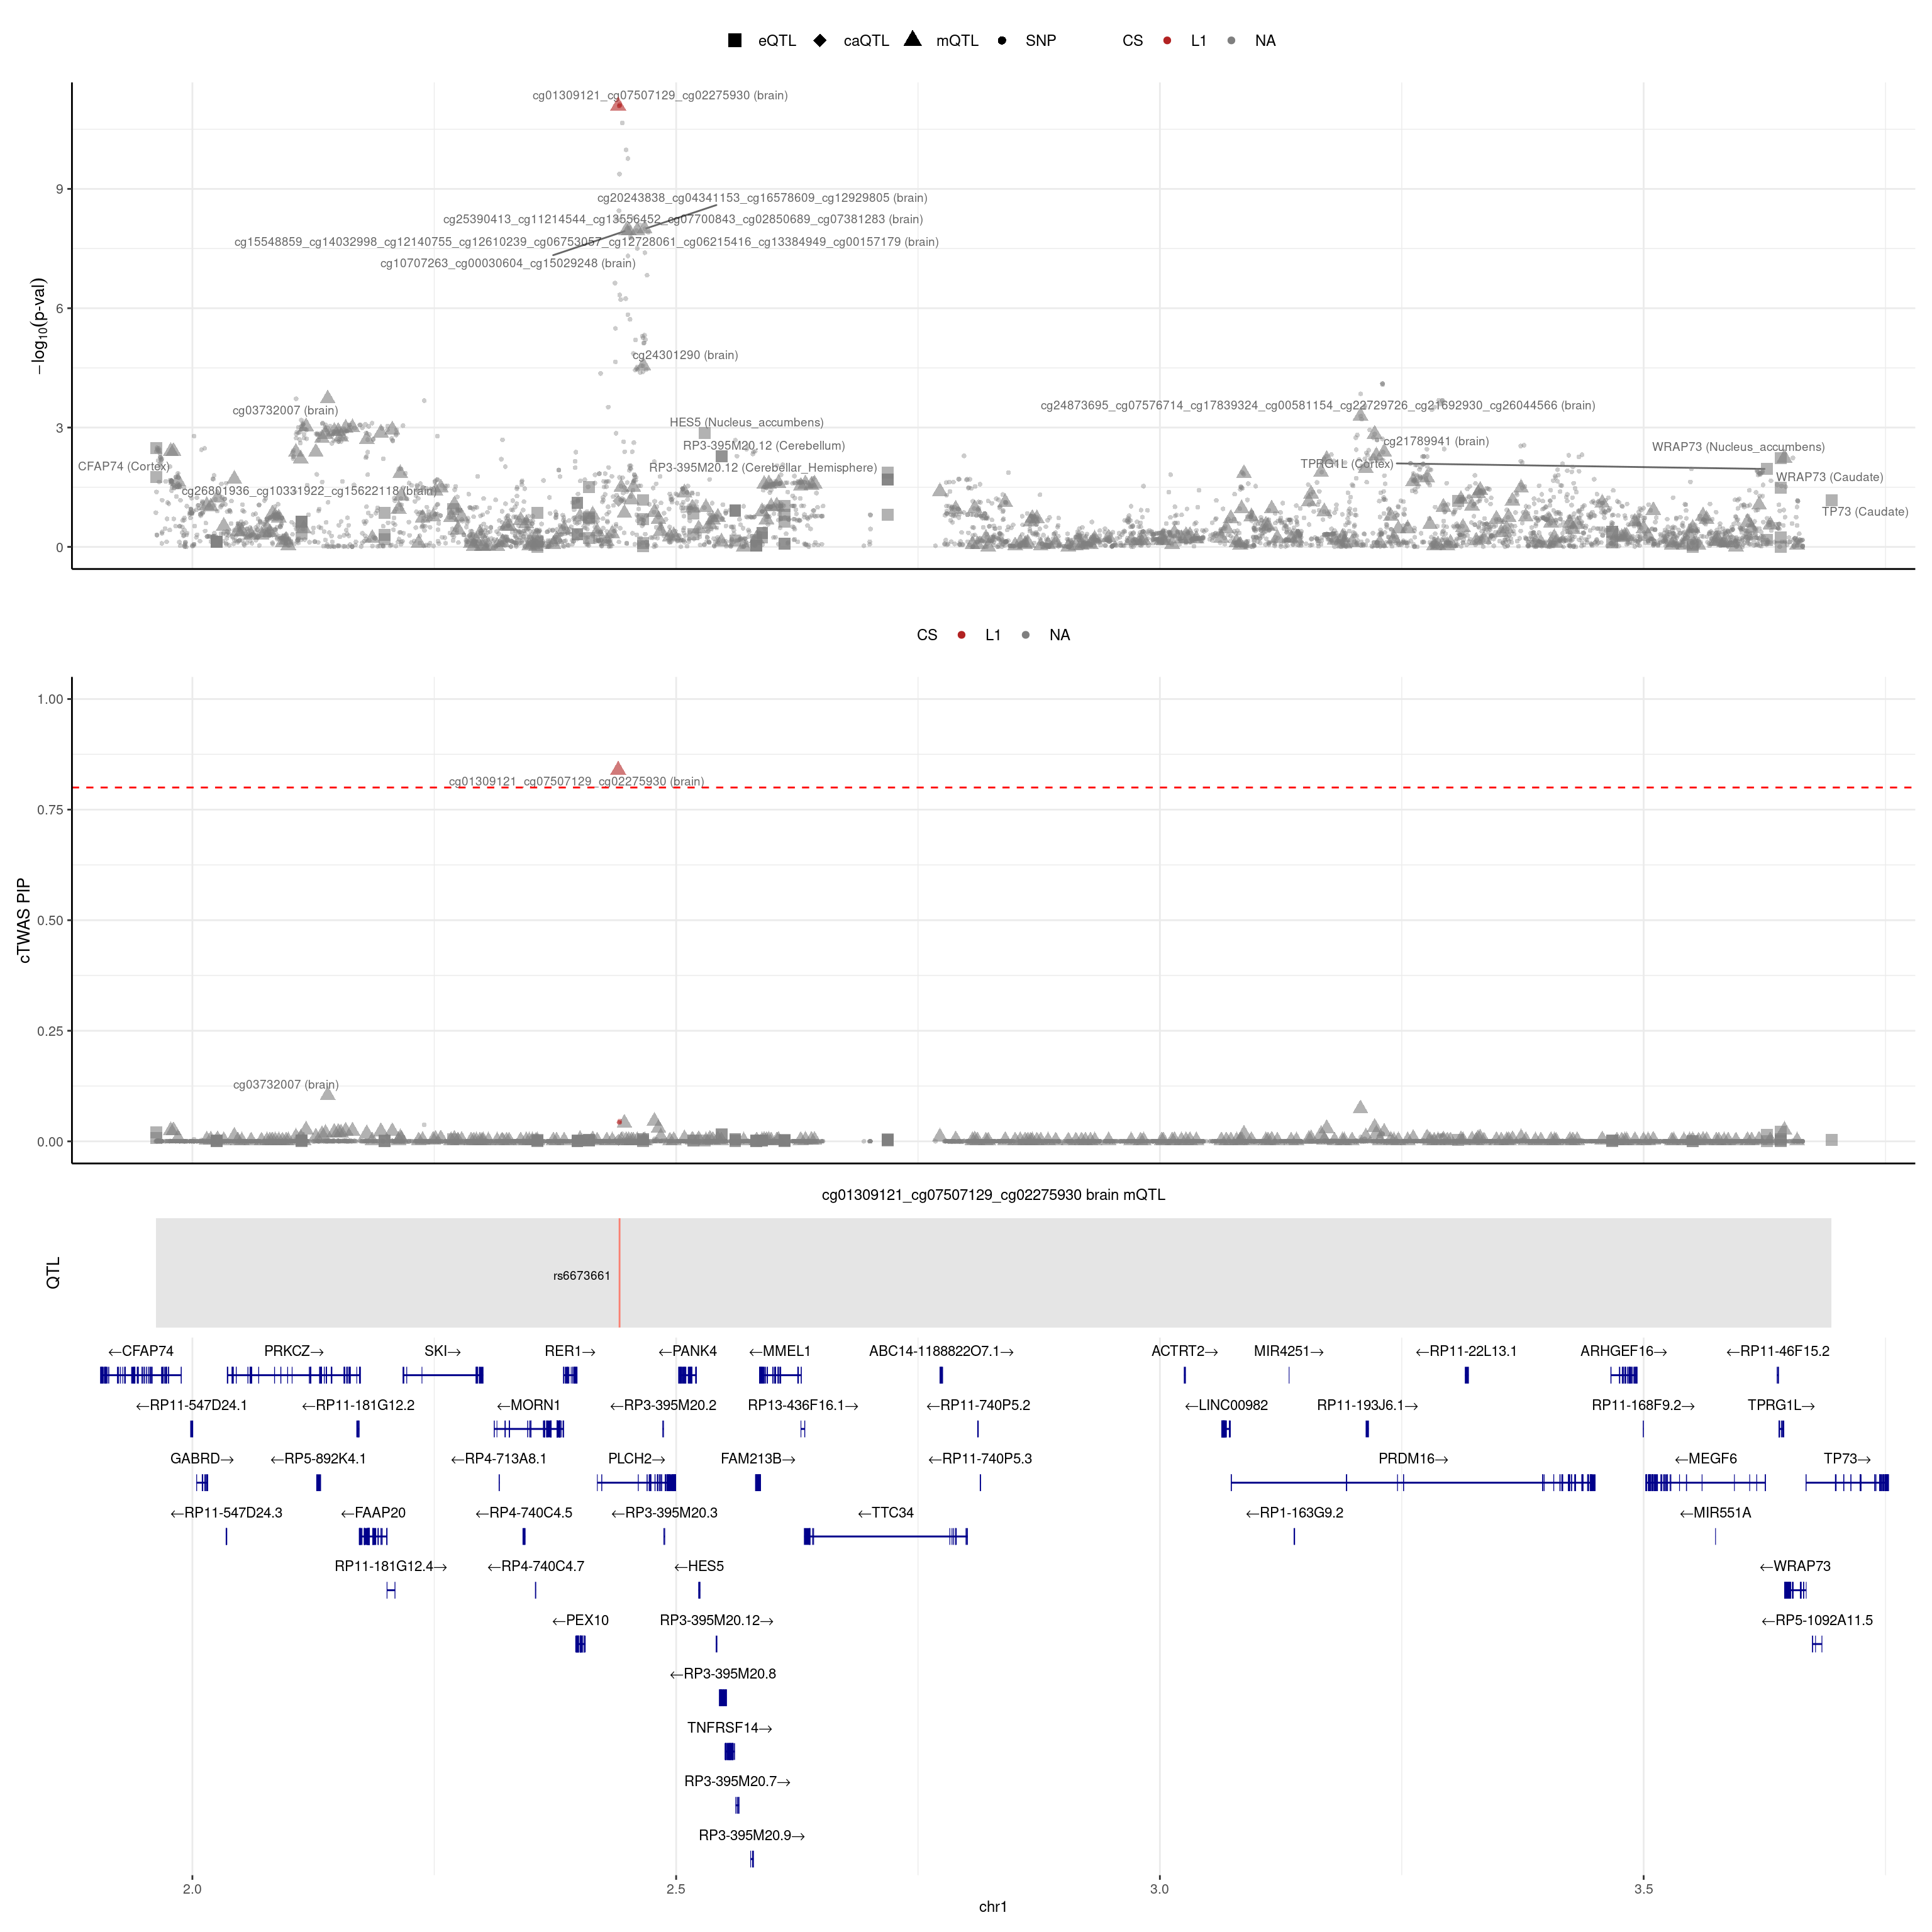 eQTL caQTL mQTL SNP CS L1 NA
cg01309121_cg07507129_cg02275930 (brain)
9
cg20243838_cg04341153_cg16578609_cg12929805 (brain)
cg25390413_cg11214544_cg13556452_cg07700843_cg02850689_cg07381283 (brain)
cg15548859_cg14032998_cg12140755_cg12610239_cg06753057_cg12728061_cg06215416_cg13384949_cg00157179 (brain)
cg10707263_cg00030604_cg15029248 (brain)
6
−log10(p-val)
cg24301290 (brain)
cg03732007 (brain)
cg24873695_cg07576714_cg17839324_cg00581154_cg22729726_cg21692930_cg26044566 (brain)
3
HES5 (Nucleus_accumbens)
RP3-395M20.12 (Cerebellum)
cg21789941 (brain)
WRAP73 (Nucleus_accumbens)
CFAP74 (Cortex)
RP3-395M20.12 (Cerebellar_Hemisphere)
TPRG1L (Cortex)
WRAP73 (Caudate)
cg26801936_cg10331922_cg15622118 (brain)
TP73 (Caudate)
0
CS L1 NA
1.00
cg01309121_cg07507129_cg02275930 (brain)
0.75
cTWAS PIP
0.50
0.25
cg03732007 (brain)
0.00
cg01309121_cg07507129_cg02275930 brain mQTL
QTL
rs6673661
←CFAP74 PRKCZ→ SKI→ RER1→ ←PANK4 ←MMEL1 ABC14-1188822O7.1→ ACTRT2→ MIR4251→ ←RP11-22L13.1 ARHGEF16→ ←RP11-46F15.2
←RP11-547D24.1 ←RP11-181G12.2 ←MORN1 ←RP3-395M20.2 RP13-436F16.1→ ←RP11-740P5.2 ←LINC00982 RP11-193J6.1→ RP11-168F9.2→ TPRG1L→
GABRD→ ←RP5-892K4.1 ←RP4-713A8.1 PLCH2→ FAM213B→ ←RP11-740P5.3 PRDM16→ ←MEGF6 TP73→
←RP11-547D24.3 ←FAAP20 ←RP4-740C4.5 ←RP3-395M20.3 ←TTC34 ←RP1-163G9.2 ←MIR551A
RP11-181G12.4→ ←RP4-740C4.7 ←HES5 ←WRAP73
←PEX10 RP3-395M20.12→ ←RP5-1092A11.5
←RP3-395M20.8
TNFRSF14→
RP3-395M20.7→
RP3-395M20.9→
2.0 2.5 3.0 3.5
chr1